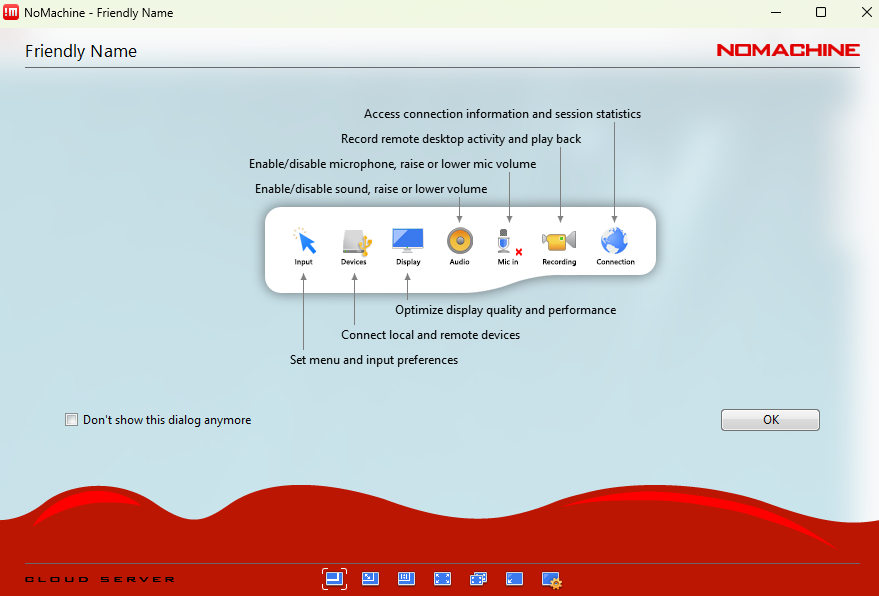 NoMachine - Friendly Name
Friendly Name
NOMACHINE
Access connection information and session statistics
Record remote desktop activity and play back
Enable/disable microphone, raise or lower mic volume
Enable/disable sound, raise or lower volume
Input Devices Display Audio Mic in Recording Connection
Optimize display quality and performance
Connect local and remote devices
Set menu and input preferences
Don't show this dialog anymore
OK
CLOUD SERVER